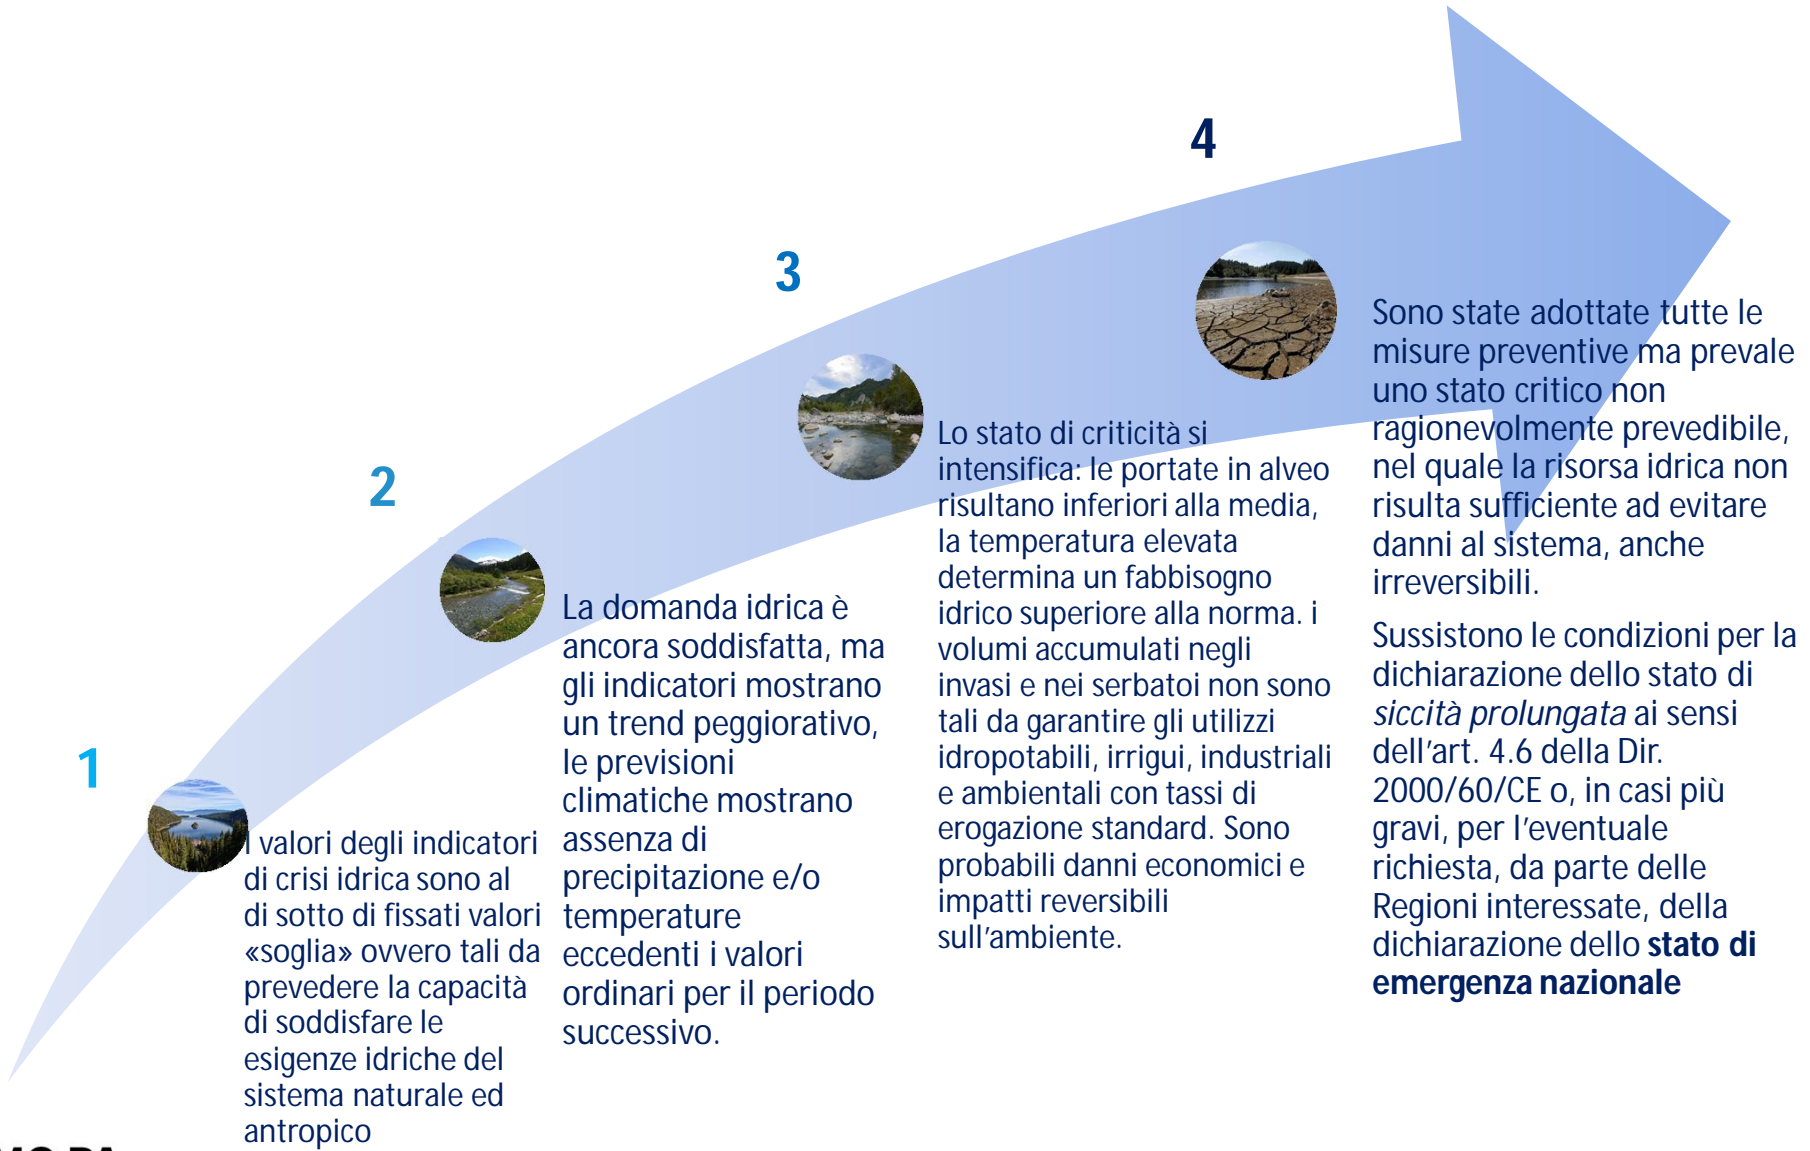 1
I valori degli indicatori
di crisi idrica sono al
di sotto di fissati valori
«soglia» ovvero tali da
prevedere la capacità
di soddisfare le
esigenze idriche del
sistema naturale ed
antropico
2
La domanda idrica è
ancora soddisfatta, ma
gli indicatori mostrano
un trend peggiorativo,
le previsioni
climatiche mostrano
assenza di
precipitazione e/o
temperature
eccedenti i valori
ordinari per il periodo
successivo.
3
Lo stato di criticità si
intensifica: le portate in alveo
risultano inferiori alla media,
la temperatura elevata
determina un fabbisogno
idrico superiore alla norma. i
volumi accumulati negli
invasi e nei serbatoi non sono
tali da garantire gli utilizzi
idropotabili, irrigui, industriali
e ambientali con tassi di
erogazione standard. Sono
probabili danni economici e
impatti reversibili
sull'ambiente.
4
Sono state adottate tutte le
misure preventive ma prevale
uno stato critico non
ragionevolmente prevedibile,
nel quale la risorsa idrica non
risulta sufficiente ad evitare
danni al sistema, anche
irreversibili.
Sussistono le condizioni per la
dichiarazione dello stato di
siccità prolungata ai sensi
dell'art. 4.6 della Dir.
2000/60/CE o, in casi più
gravi, per l'eventuale
richiesta, da parte delle
Regioni interessate, della
dichiarazione dello stato di
emergenza nazionale